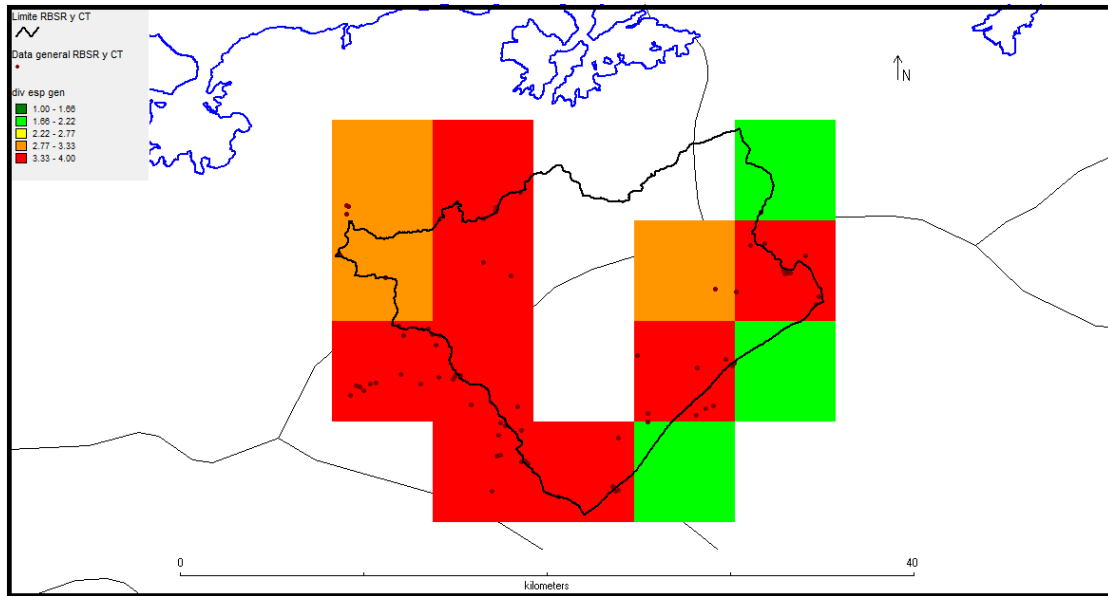 Limite RBSR y CT
Data general RBSR y CT
div esp gen
1.00 - 1.66
1.66 - 2.22
2.22 - 2.77
2.77 - 3.33
3.33 - 4.00
N
0
40
kilometers